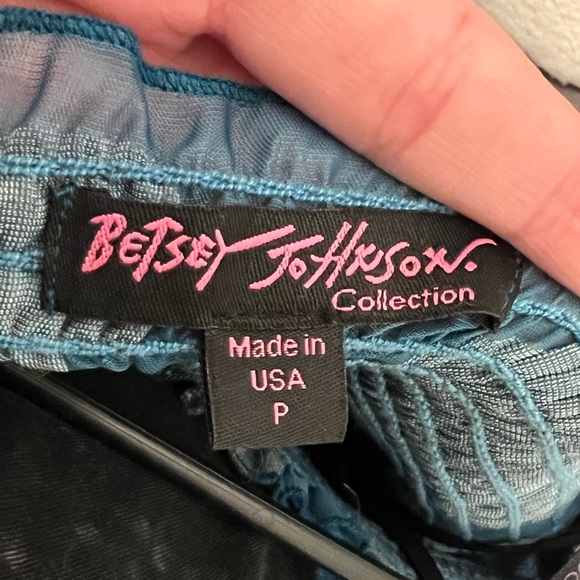 BETSEY JOHNSON.
Collection
Made in
USA
P